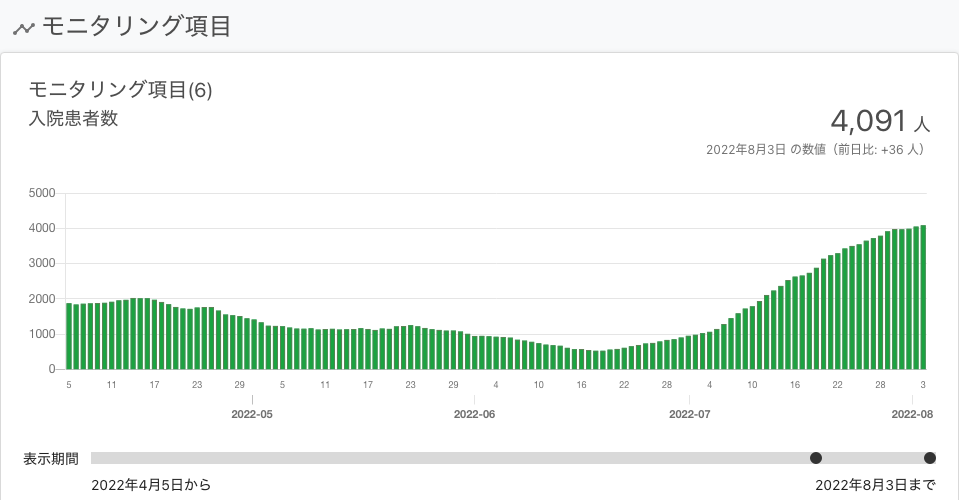 モニタリング項目
モニタリング項目(6)
入院患者数
4,091 人
2022年8月3日 の数値（前日比: +36 人）
5000
4000
3000
2000
1000
0
5 11 17 23 29 5 11 17 23 29 4 10 16 22 28 4 10 16 22 28 3
2022-05 2022-06 2022-07 2022-08
表示期間
2022年4月5日から 2022年8月3日まで